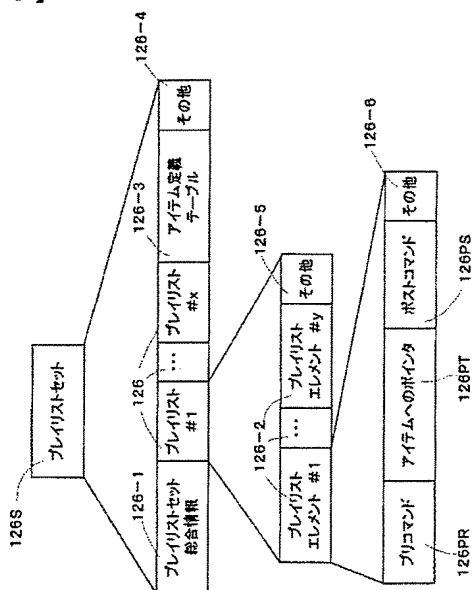 126S
プレイリストセット
126-1
126
126-3
126-4
プレイリストセット
総合情報
プレイリスト
#1
...
プレイリスト
#x
アイテム定義
テーブル
その他
126-2
126-5
プレイリスト
エレメント #1
...
プレイリスト
エレメント #y
その他
126-6
プリコマンド
アイテムへのポインタ
ポストコマンド
その他
126PR
126PT
126PS